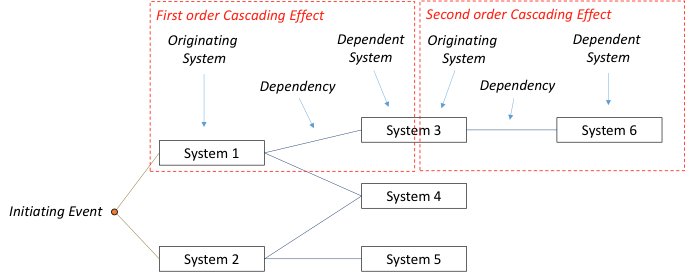 First order Cascading Effect
Second order Cascading Effect
Originating
System
Dependent
System
Originating
System
Dependent
System
Dependency
Dependency
System 3
System 6
System 1
System 4
Initiating Event
System 2
System 5